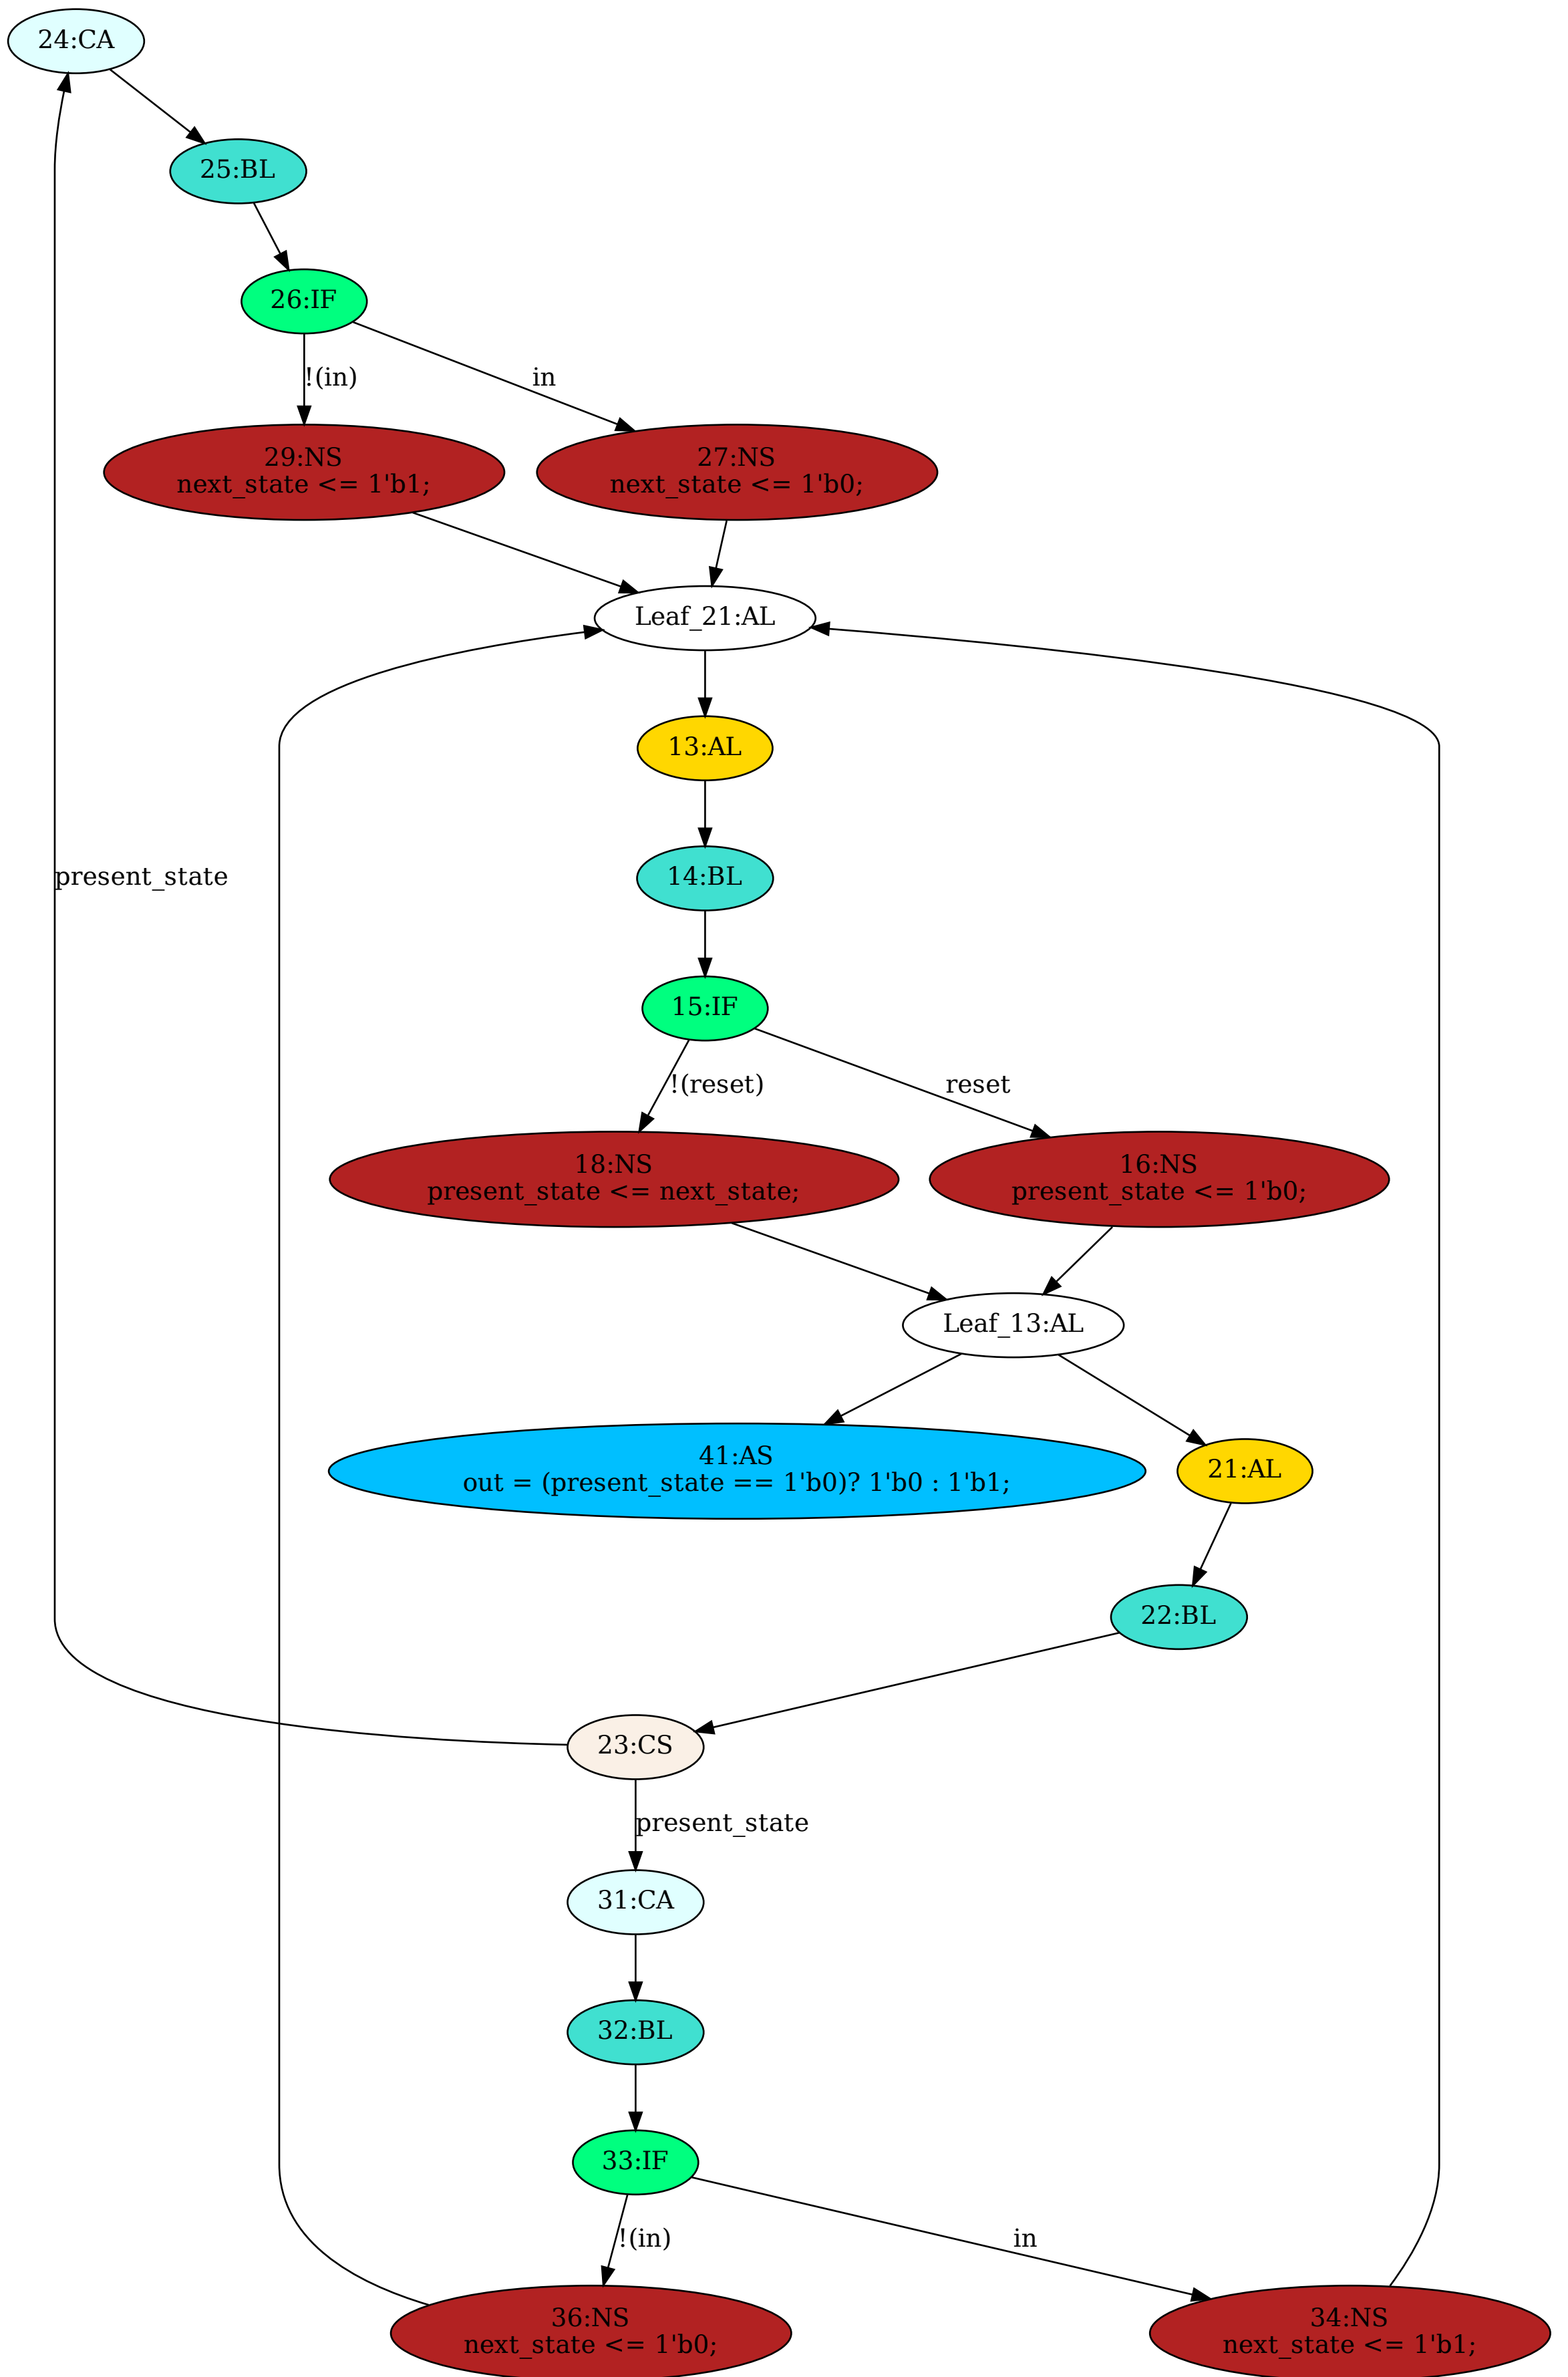 24:CA
25:BL
26:IF
!(in)
in
29:NS
next_state <= 1'b1;
27:NS
next_state <= 1'b0;
Leaf_21:AL
13:AL
present_state
14:BL
15:IF
!(reset)
reset
18:NS
present_state <= next_state;
16:NS
present_state <= 1'b0;
Leaf_13:AL
41:AS
out = (present_state == 1'b0)? 1'b0 : 1'b1;
21:AL
22:BL
23:CS
present_state
31:CA
32:BL
33:IF
!(in)
in
36:NS
next_state <= 1'b0;
34:NS
next_state <= 1'b1;